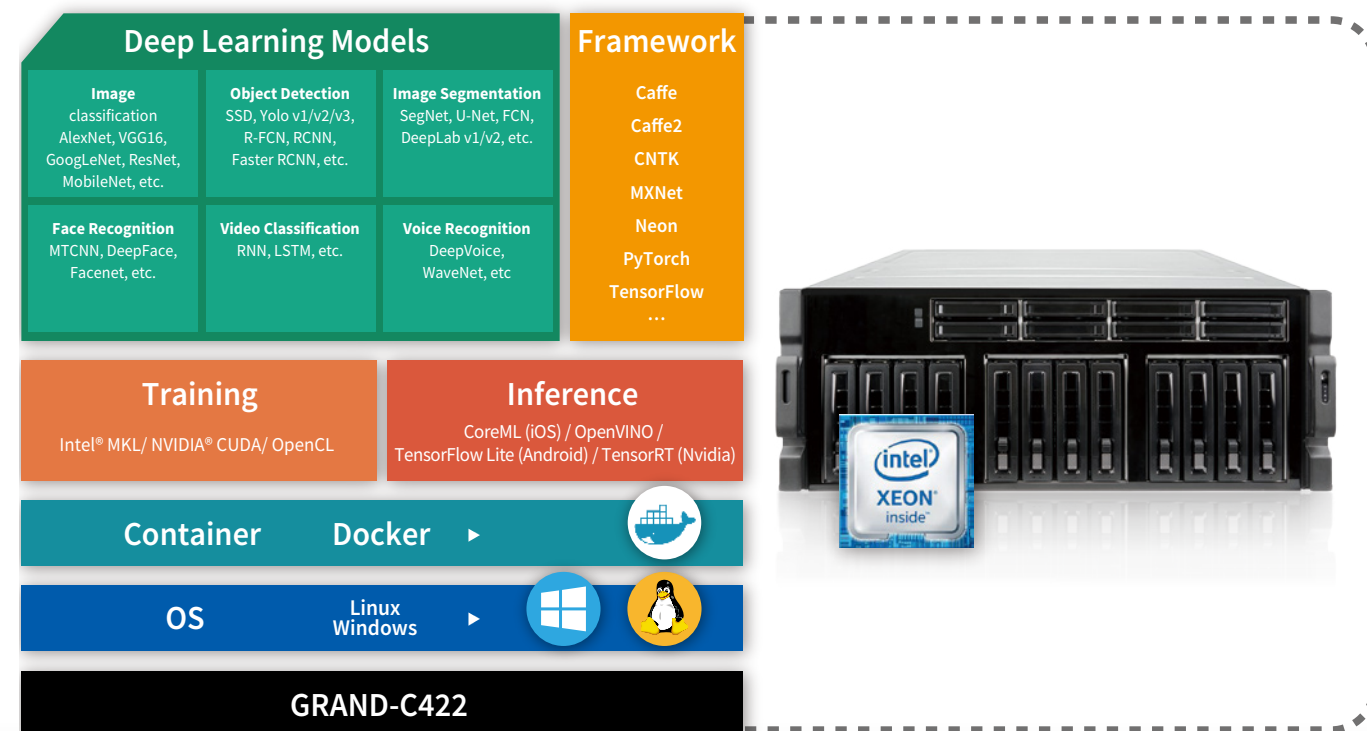 Deep Learning Models
Image
classification
AlexNet, VGG16,
GoogLeNet, ResNet,
MobileNet, etc.
Object Detection
SSD, Yolo v1/v2/v3,
R-FCN, RCNN,
Faster RCNN, etc.
Image Segmentation
SegNet, U-Net, FCN,
DeepLab v1/v2, etc.
Face Recognition
MTCNN, DeepFace,
Facenet, etc.
Video Classification
RNN, LSTM, etc.
Voice Recognition
DeepVoice,
WaveNet, etc
Framework
Caffe
Caffe2
CNTK
MXNet
Neon
PyTorch
TensorFlow
...
Training
Intel® MKL/ NVIDIA® CUDA/ OpenCL
Inference
CoreML (iOS) / OpenVINO /
TensorFlow Lite (Android) / TensorRT (Nvidia)
Container Docker
OS
Linux
Windows
GRAND-C422
intel
XEON®
inside™